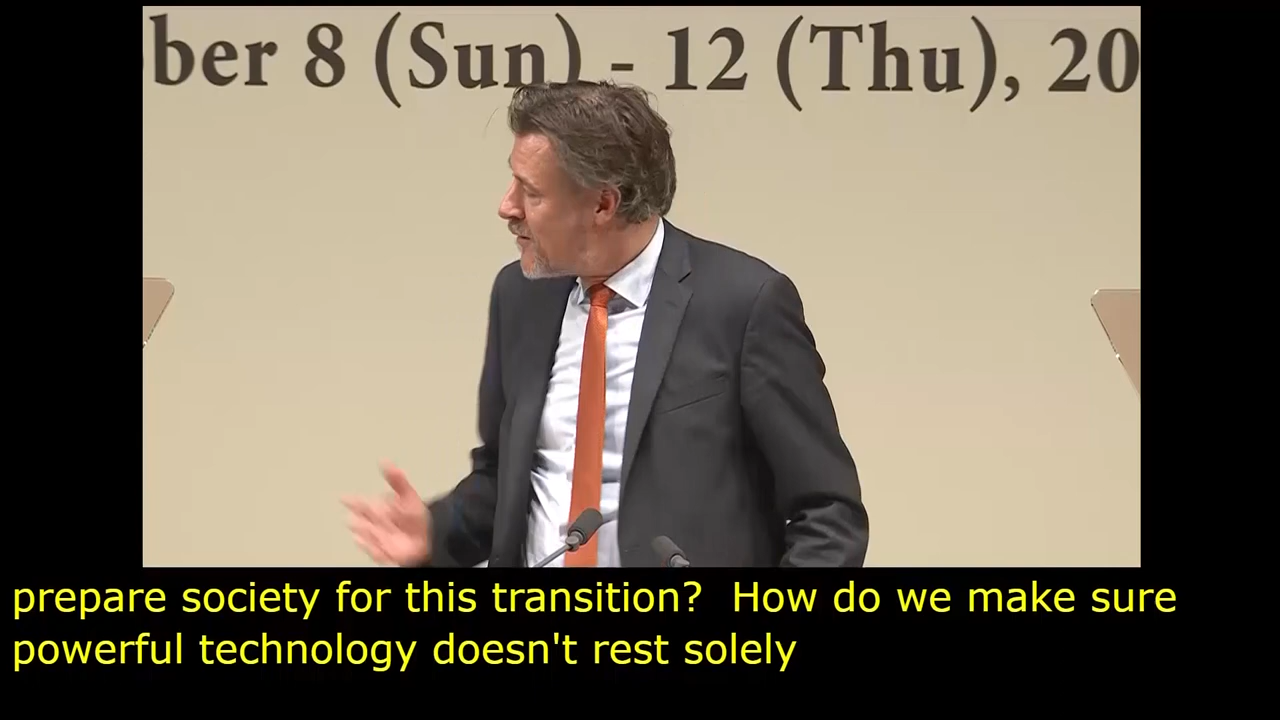 ber 8 (Sun) - 12 (Thu), 20
prepare society for this transition?  How do we make sure
powerful technology doesn't rest solely